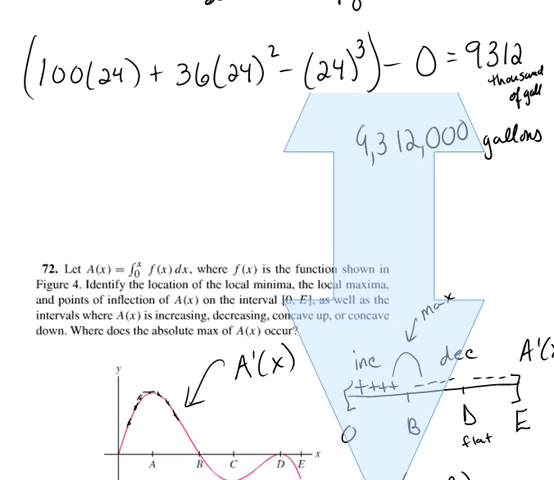 (100(24) + 36(24)² - (24)³) - 0 = 9312
thousand
of gall
9,312,000 gallons
72. Let A(x) = ∫₀ˣ f(x) dx, where f(x) is the function shown in
Figure 4. Identify the location of the local minima, the local maxima,
and points of inflection of A(x) on the interval [0, E], as well as the
intervals where A(x) is increasing, decreasing, concave up, or concave
down. Where does the absolute max of A(x) occur?
max
inc dec A'(
A'(x)
++++ ---- ----
0 B D E
flat
y
A B C D E x